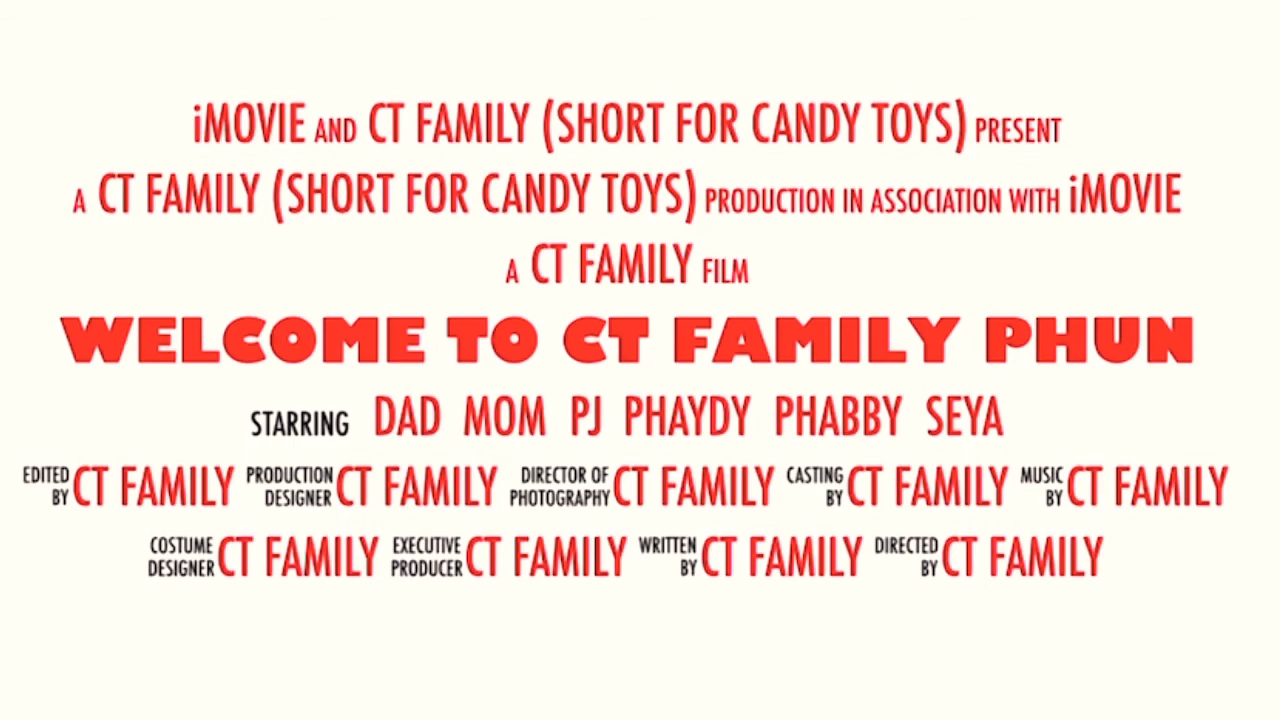 iMOVIE AND CT FAMILY (SHORT FOR CANDY TOYS) PRESENT
A CT FAMILY (SHORT FOR CANDY TOYS) PRODUCTION IN ASSOCIATION WITH iMOVIE
A CT FAMILY FILM
WELCOME TO CT FAMILY PHUN
STARRING DAD MOM PJ PHAYDY PHABBY SEYA
EDITED BY CT FAMILY PRODUCTION DESIGNER CT FAMILY DIRECTOR OF PHOTOGRAPHY CT FAMILY CASTING BY CT FAMILY MUSIC BY CT FAMILY
COSTUME DESIGNER CT FAMILY EXECUTIVE PRODUCER CT FAMILY WRITTEN BY CT FAMILY DIRECTED BY CT FAMILY